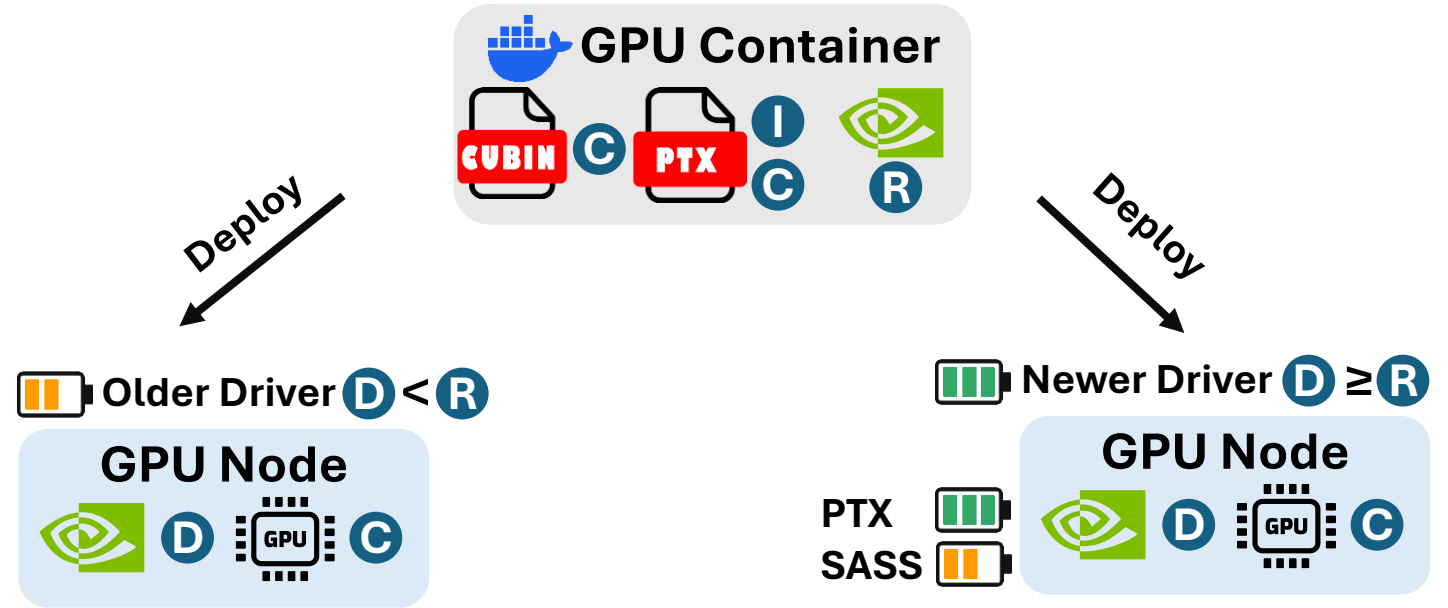 GPU Container
CUBIN C PTX I C R
Deploy
Deploy
Older Driver D < R
GPU Node
D GPU C
Newer Driver D ≥ R
GPU Node
D GPU C
PTX
SASS